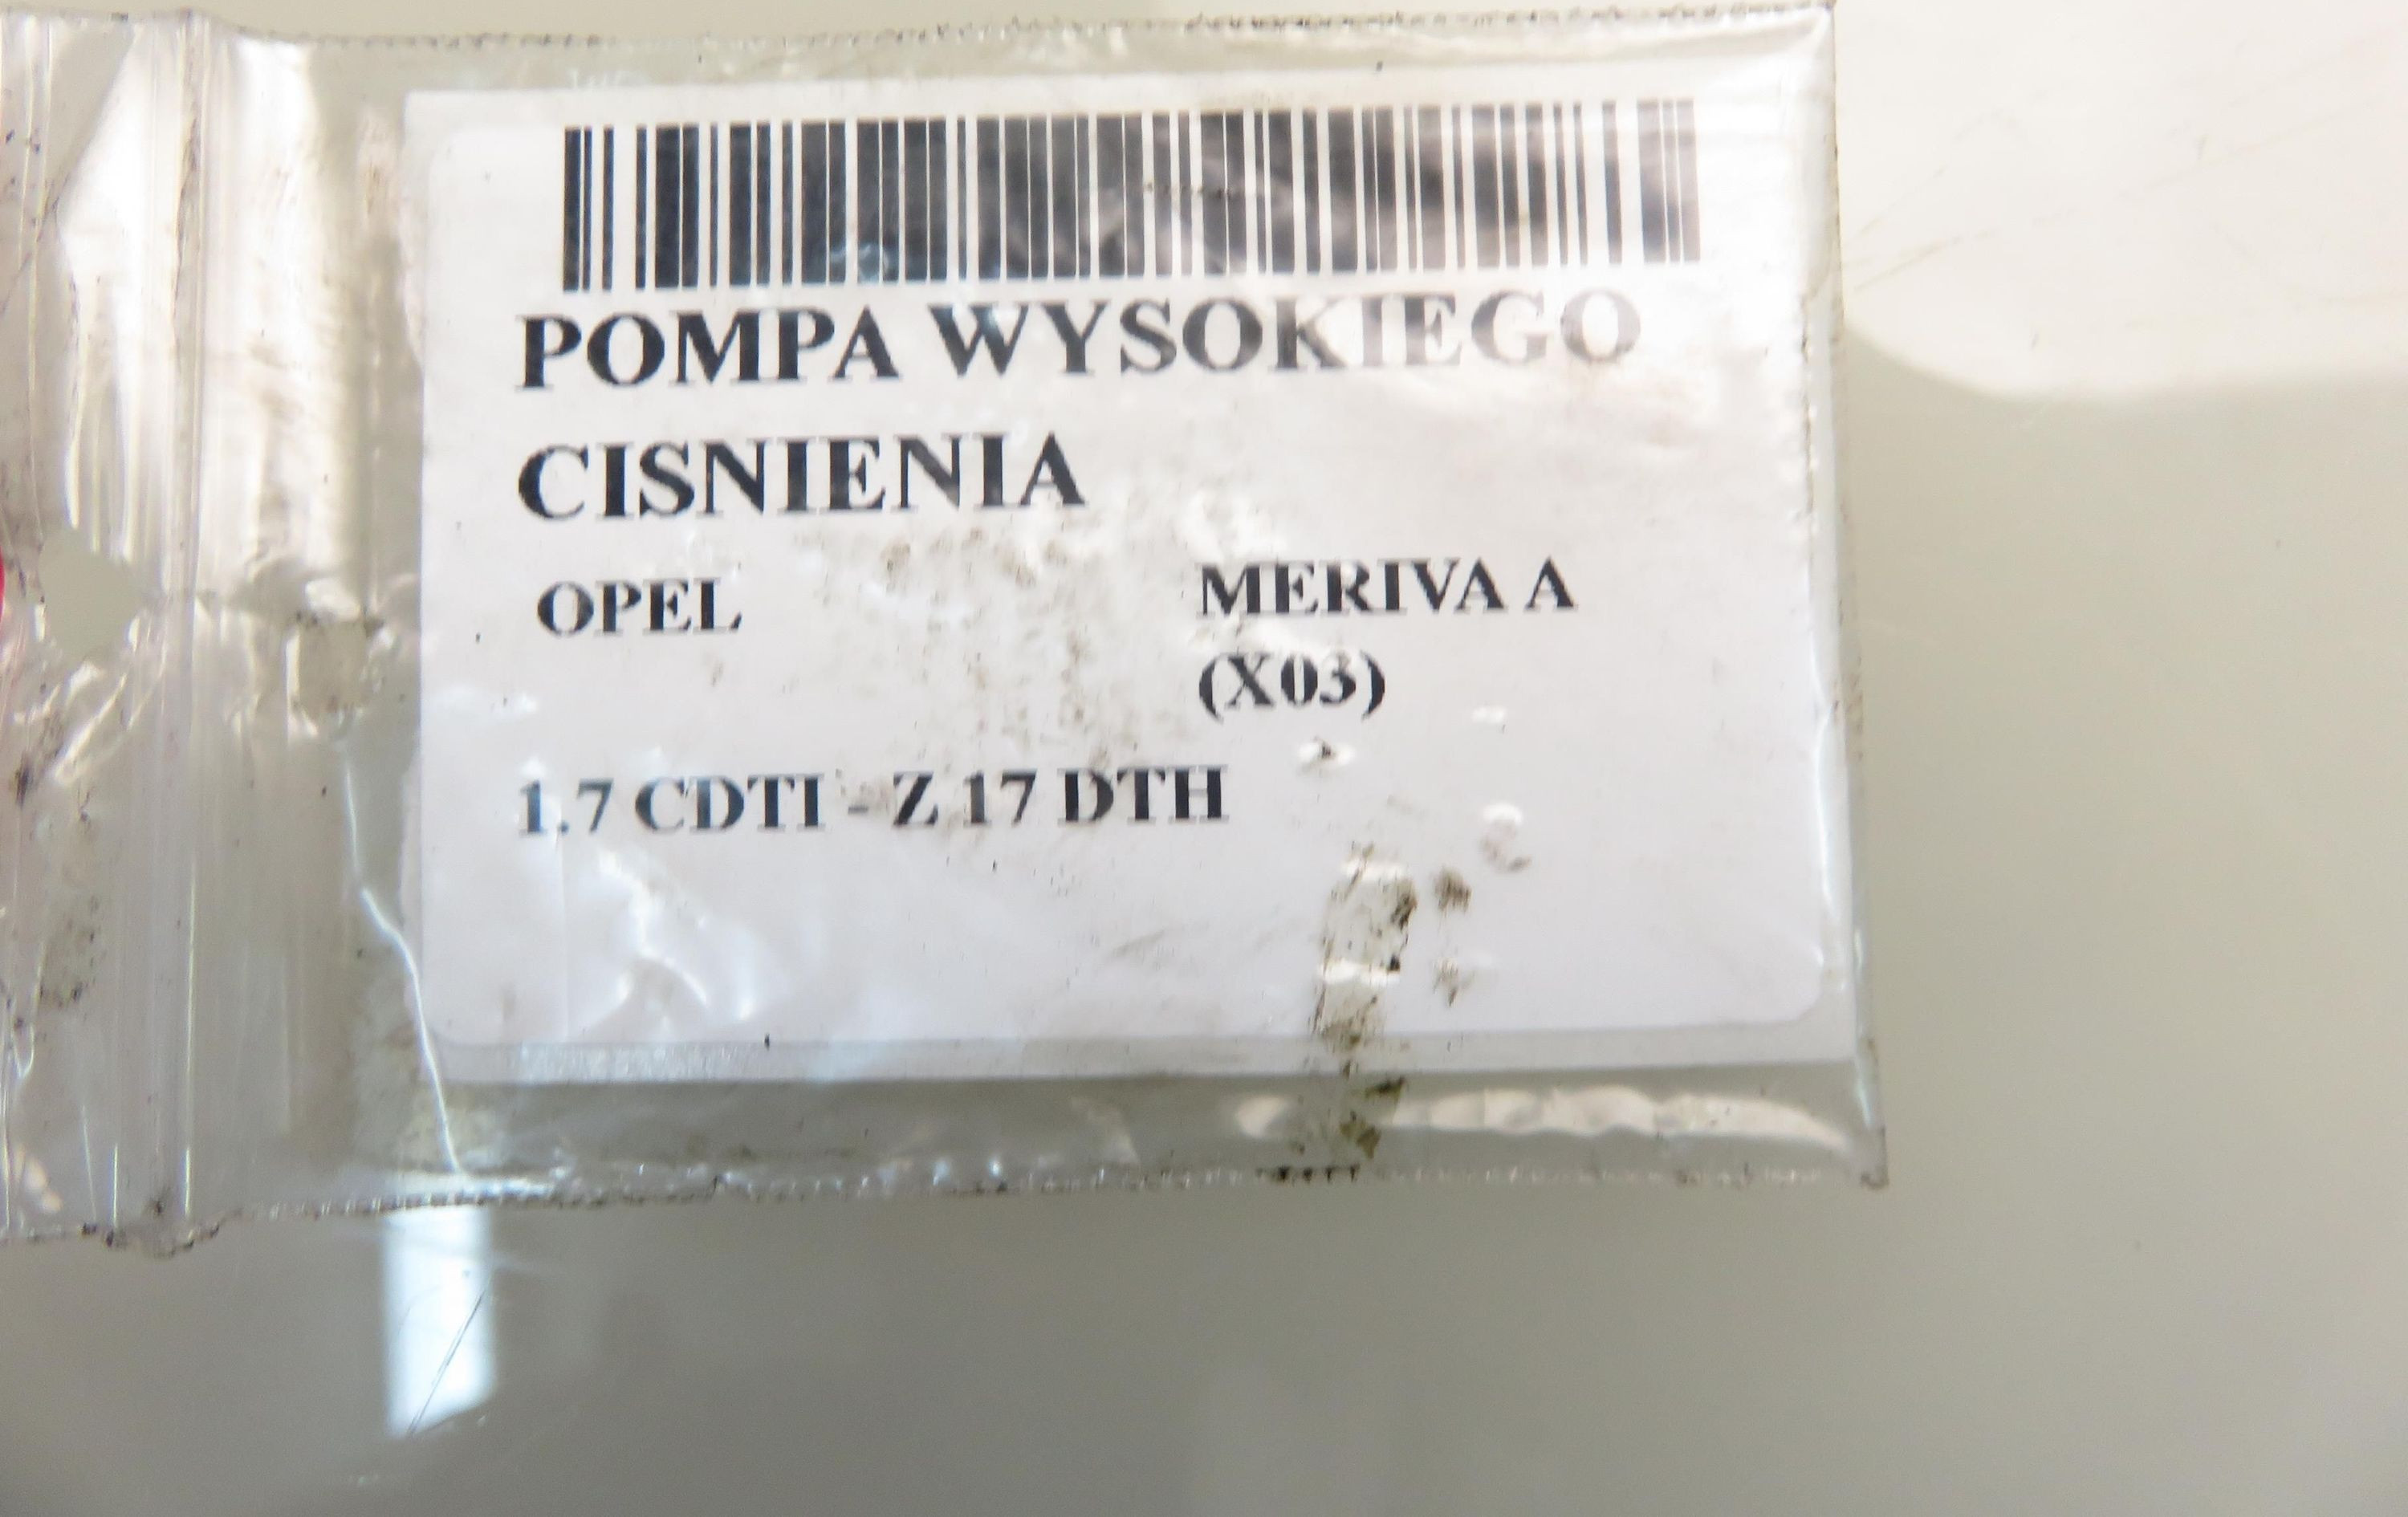 POMPA WYSOKIEGO
CISNIENIA
OPEL MERIVA A
(X03)
1.7 CDTI - Z 17 DTH